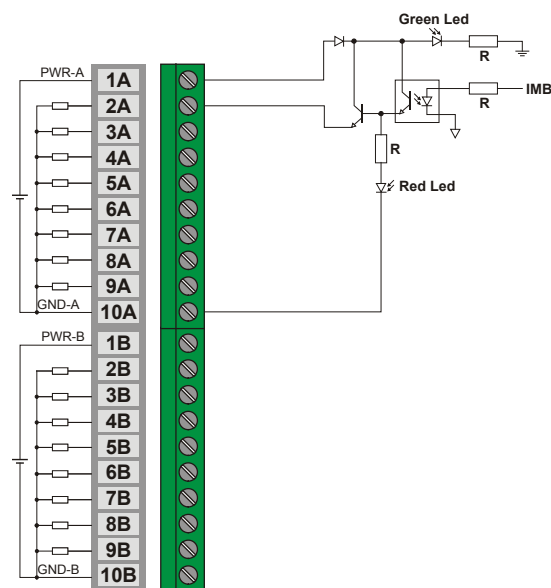 Green Led
R
PWR-A
1A
IMB
R
2A
3A
R
4A
5A
Red Led
6A
7A
8A
9A
GND-A
10A
PWR-B
1B
2B
3B
4B
5B
6B
7B
8B
9B
GND-B
10B